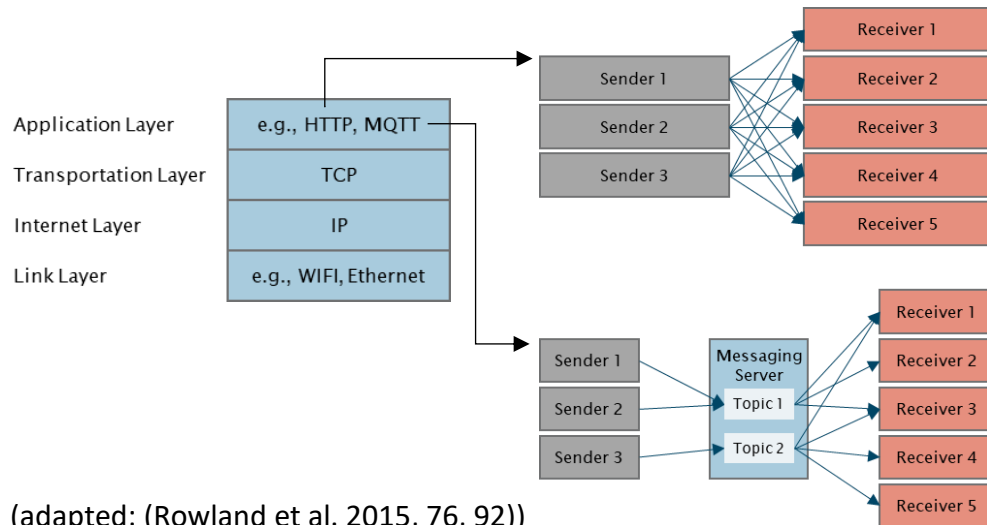 Application Layer
Transportation Layer
Internet Layer
Link Layer
e.g., HTTP, MQTT
TCP
IP
e.g., WIFI, Ethernet
Sender 1
Sender 2
Sender 3
Receiver 1
Receiver 2
Receiver 3
Receiver 4
Receiver 5
Sender 1
Sender 2
Sender 3
Messaging
Server
Topic 1
Topic 2
Receiver 1
Receiver 2
Receiver 3
Receiver 4
Receiver 5
(adapted: (Rowland et al. 2015, 76, 92))